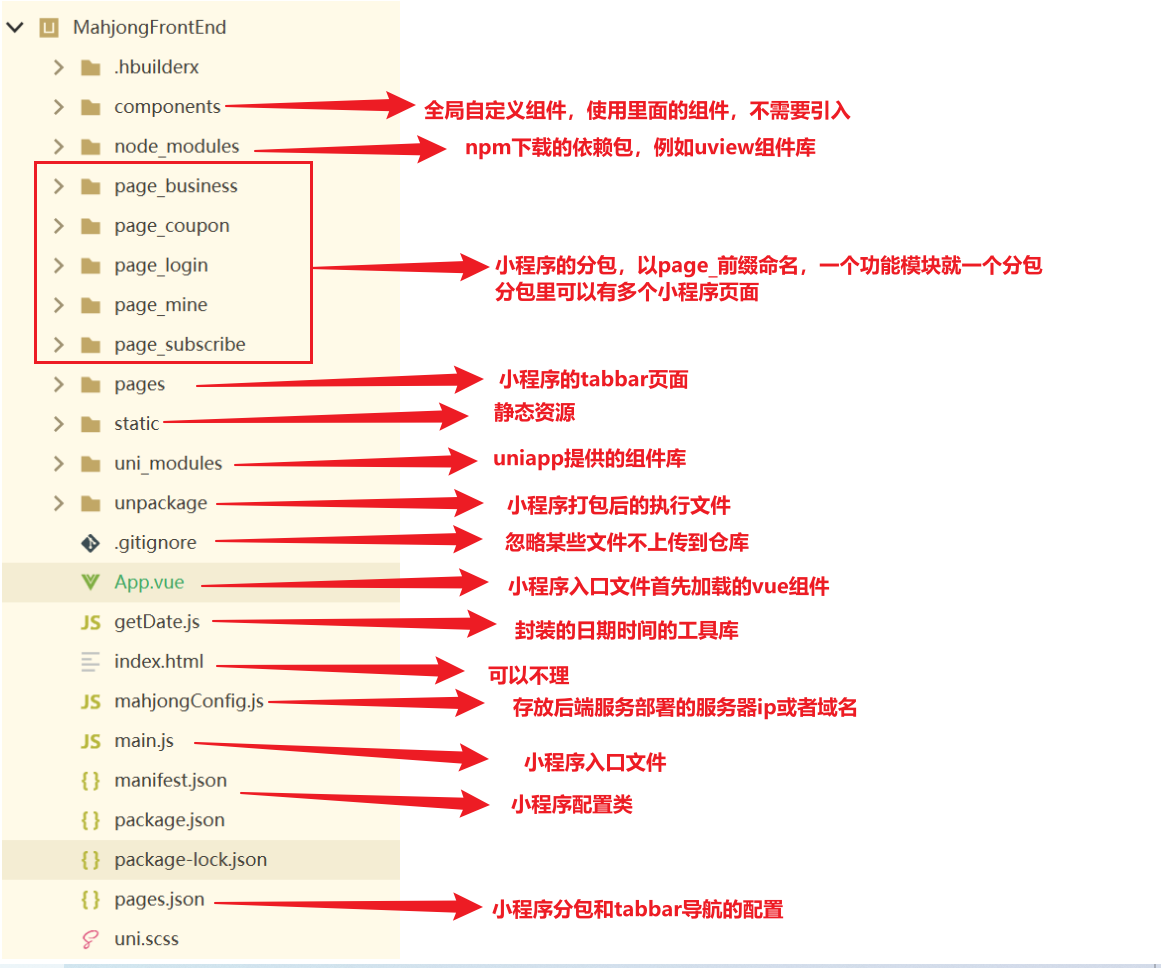 MahjongFrontEnd
.hbuilderx
components
全局自定义组件，使用里面的组件，不需要引入
node_modules
npm下载的依赖包，例如uview组件库
page_business
page_coupon
page_login
小程序的分包，以page_前缀命名，一个功能模块就一个分包
分包里可以有多个小程序页面
page_mine
page_subscribe
pages
小程序的tabbar页面
static
静态资源
uni_modules
uniapp提供的组件库
unpackage
小程序打包后的执行文件
.gitignore
忽略某些文件不上传到仓库
App.vue
小程序入口文件首先加载的vue组件
getDate.js
封装的日期时间的工具库
index.html
可以不理
mahjongConfig.js
存放后端服务部署的服务器ip或者域名
main.js
小程序入口文件
manifest.json
小程序配置类
package.json
package-lock.json
pages.json
小程序分包和tabbar导航的配置
uni.scss